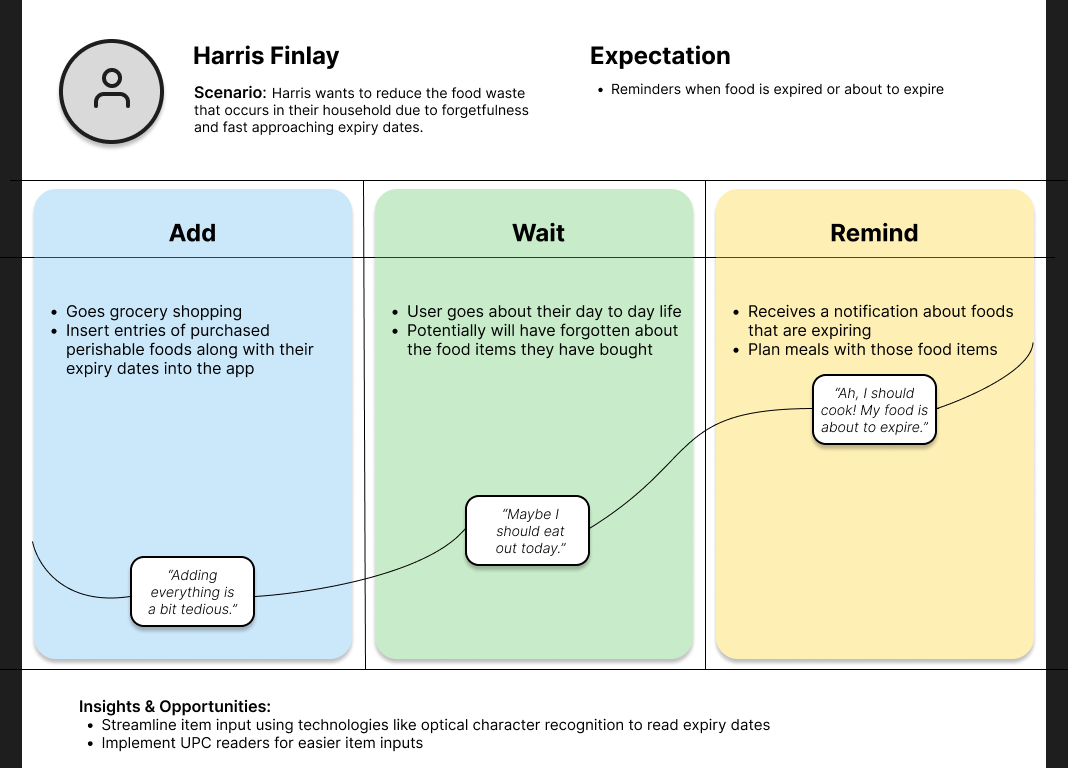 Harris Finlay
Scenario: Harris wants to reduce the food waste
that occurs in their household due to forgetfulness
and fast approaching expiry dates.
Expectation
• Reminders when food is expired or about to expire
Add
• Goes grocery shopping
• Insert entries of purchased
perishable foods along with their
expiry dates into the app
“Adding
everything is
a bit tedious.”
Wait
• User goes about their day to day life
• Potentially will have forgotten about
the food items they have bought
“Maybe I
should eat
out today.”
Remind
• Receives a notification about foods
that are expiring
• Plan meals with those food items
“Ah, I should
cook! My food is
about to expire.”
Insights & Opportunities:
• Streamline item input using technologies like optical character recognition to read expiry dates
• Implement UPC readers for easier item inputs